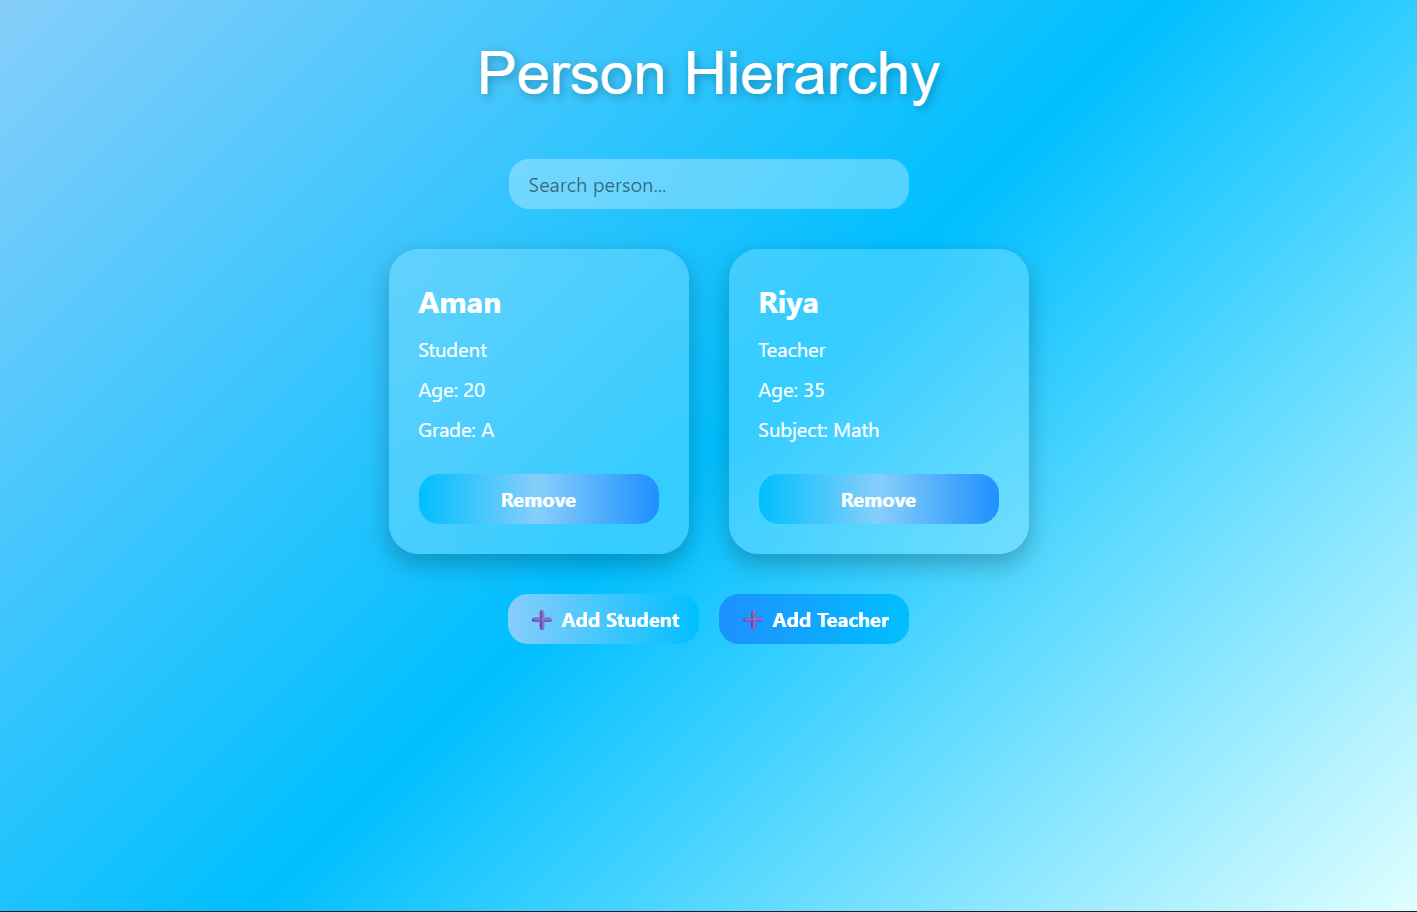 Person Hierarchy
Search person...
Aman
Student
Age: 20
Grade: A
Remove
Riya
Teacher
Age: 35
Subject: Math
Remove
➕ Add Student
➕ Add Teacher